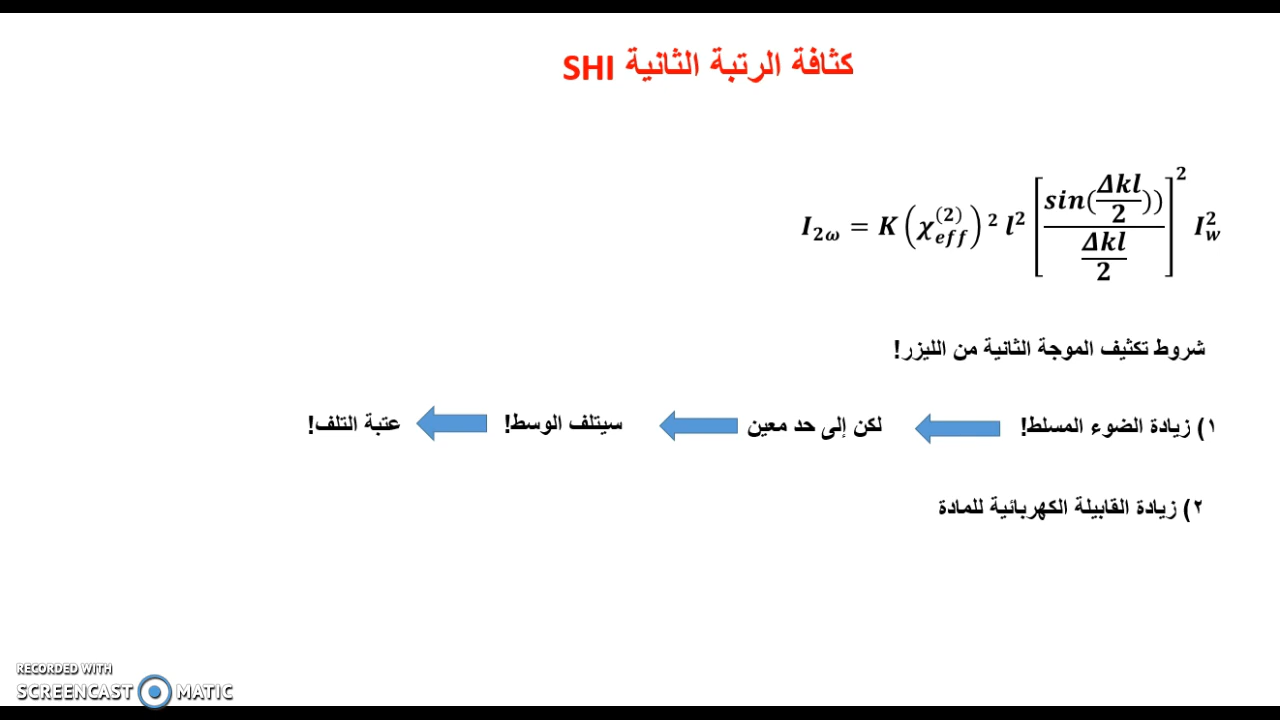 كثافة الرتبة الثانية SHI
I_{2ω} = K (χ_{eff}^{(2)}) ^2 l^2 [ sin(Δkl/2)) / (Δkl/2) ]^2 I_w^2
شروط تكثيف الموجة الثانية من الليزر!
١) زيادة الضوء المسلط! لكن إلى حد معين سيتلف الوسط! عتبة التلف!
٢) زيادة القابيلة الكهربائية للمادة
RECORDED WITH
SCREENCAST MATIC